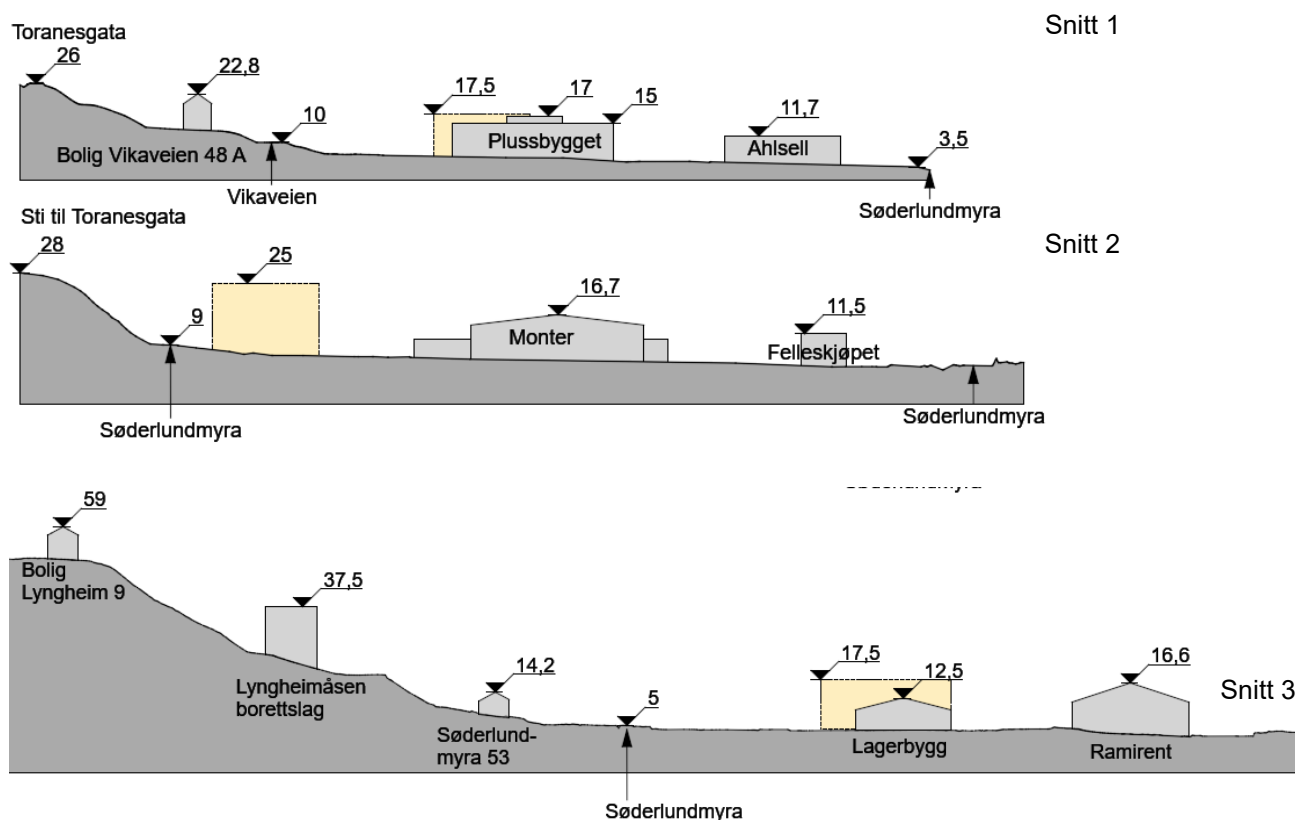 Snitt 1
Toranesgata
26
22,8
10
17,5
17
15
11,7
3,5
Bolig Vikaveien 48 A
Plussbygget
Ahlsell
Vikaveien
Søderlundmyra
Sti til Toranesgata
Snitt 2
28
9
25
16,7
11,5
Monter
Felleskjøpet
Søderlundmyra
Søderlundmyra
59
Bolig
Lyngheim 9
37,5
Lyngheimåsen
borettslag
14,2
Søderlund-
myra 53
5
17,5
12,5
16,6
Snitt 3
Lagerbygg
Ramirent
Søderlundmyra